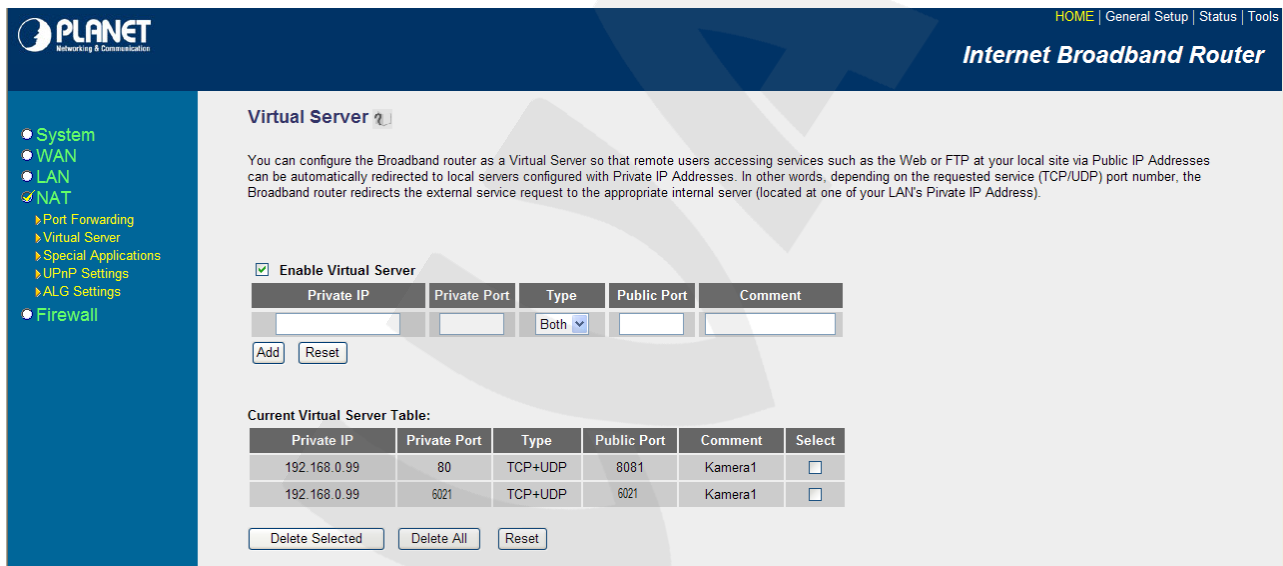 PLANET
Networking & Communication
HOME | General Setup | Status | Tools
Internet Broadband Router
System
WAN
LAN
NAT
Port Forwarding
Virtual Server
Special Applications
UPnP Settings
ALG Settings
Firewall
Virtual Server
You can configure the Broadband router as a Virtual Server so that remote users accessing services such as the Web or FTP at your local site via Public IP Addresses
can be automatically redirected to local servers configured with Private IP Addresses. In other words, depending on the requested service (TCP/UDP) port number, the
Broadband router redirects the external service request to the appropriate internal server (located at one of your LAN's Pivate IP Address).
Enable Virtual Server
Private IP Private Port Type Public Port Comment
Both
Add Reset
Current Virtual Server Table:
Private IP Private Port Type Public Port Comment Select
192.168.0.99 80 TCP+UDP 8081 Kamera1
192.168.0.99 6021 TCP+UDP 6021 Kamera1
Delete Selected Delete All Reset